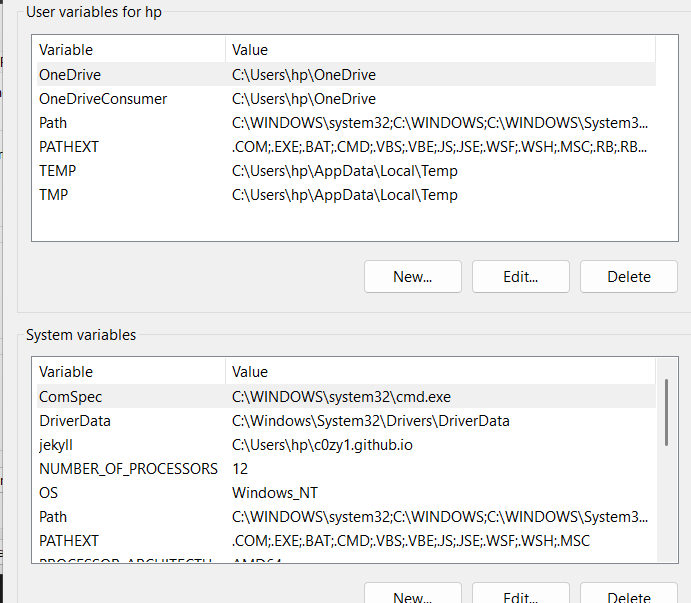 User variables for hp
Variable Value
OneDrive C:\Users\hp\OneDrive
OneDriveConsumer C:\Users\hp\OneDrive
Path C:\WINDOWS\system32;C:\WINDOWS;C:\WINDOWS\System3...
PATHEXT .COM;.EXE;.BAT;.CMD;.VBS;.VBE;.JS;.JSE;.WSF;.WSH;.MSC;.RB;.RB...
TEMP C:\Users\hp\AppData\Local\Temp
TMP C:\Users\hp\AppData\Local\Temp
New... Edit... Delete
System variables
Variable Value
ComSpec C:\WINDOWS\system32\cmd.exe
DriverData C:\Windows\System32\Drivers\DriverData
jekyll C:\Users\hp\c0zy1.github.io
NUMBER_OF_PROCESSORS 12
OS Windows_NT
Path C:\WINDOWS\system32;C:\WINDOWS;C:\WINDOWS\System3...
PATHEXT .COM;.EXE;.BAT;.CMD;.VBS;.VBE;.JS;.JSE;.WSF;.WSH;.MSC
AMD64
New... Edit... Delete